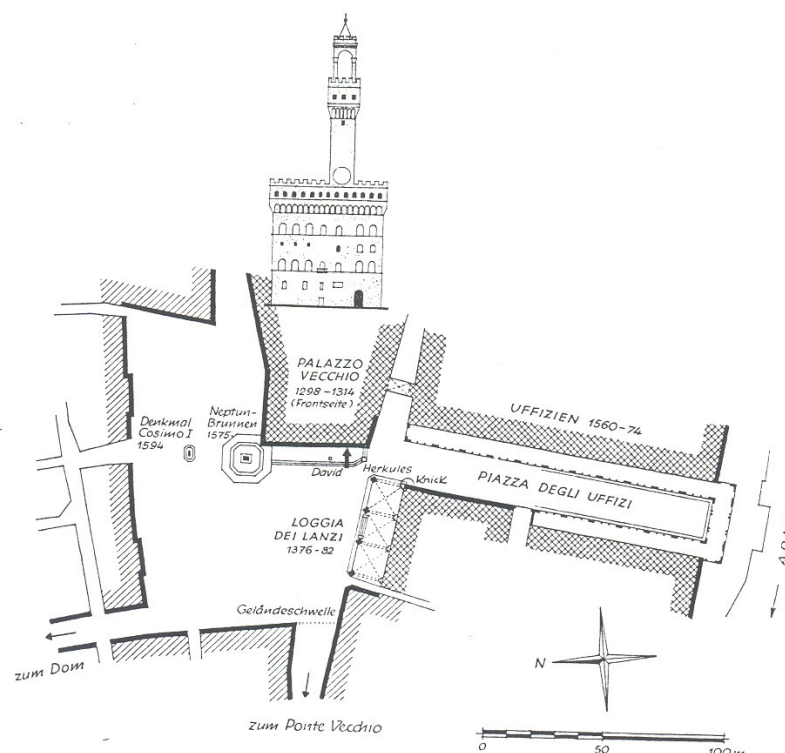 PALAZZO
VECCHIO
1298-1314
(Frontseite)
UFFIZIEN 1560-74
Denkmal
Cosimo I
1594
Neptun-
Brunnen
1575
David
Herkules
Knick
PIAZZA DEGLI UFFIZI
LOGGIA
DEI LANZI
1376-82
Geländeschwelle
zum Dom
zum Ponte Vecchio
N
0 50 100 m